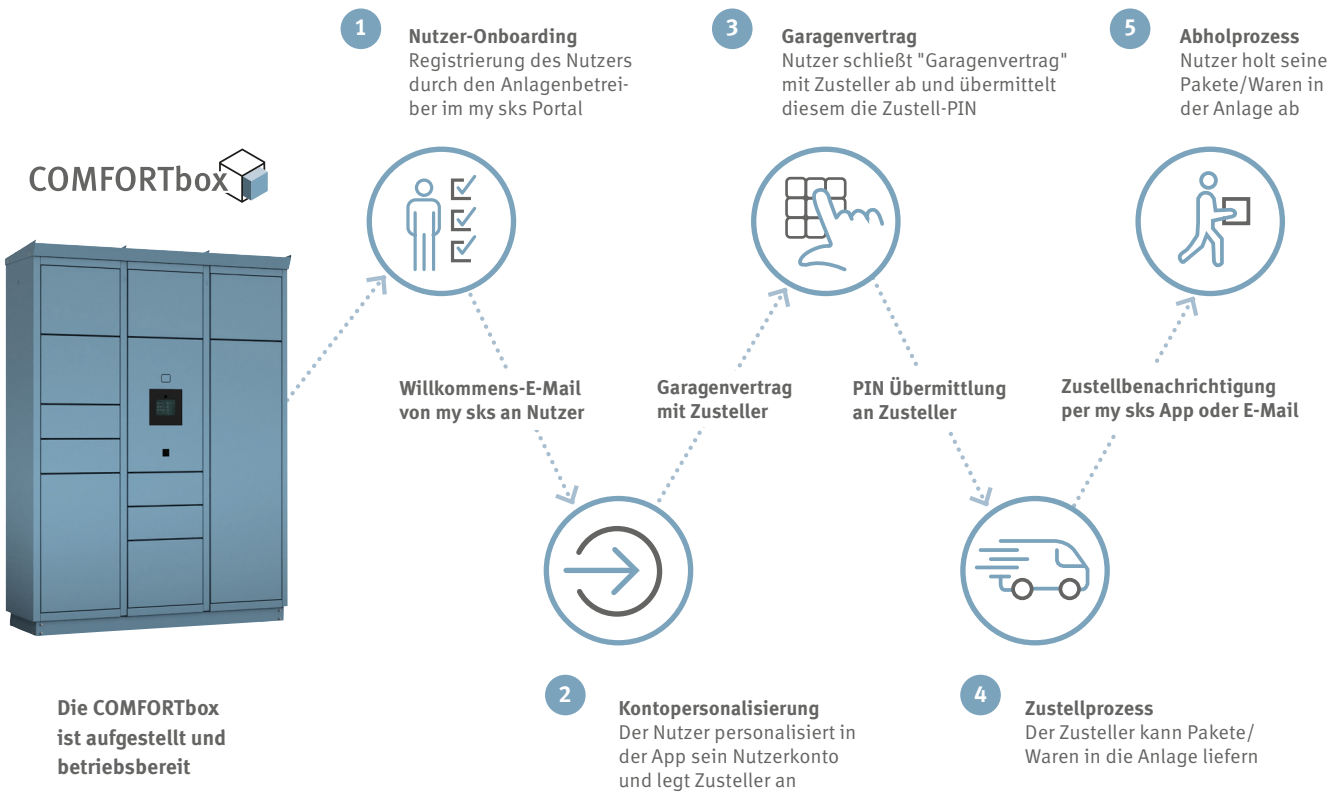 COMFORTbox
Die COMFORTbox
ist aufgestellt und
betriebsbereit
1
Nutzer-Onboarding
Registrierung des Nutzers
durch den Anlagenbetrei-
ber im my sks Portal
Willkommens-E-Mail
von my sks an Nutzer
2
Kontopersonalisierung
Der Nutzer personalisiert in
der App sein Nutzerkonto
und legt Zusteller an
Garagenvertrag
mit Zusteller
3
Garagenvertrag
Nutzer schließt "Garagenvertrag"
mit Zusteller ab und übermittelt
diesem die Zustell-PIN
PIN Übermittlung
an Zusteller
4
Zustellprozess
Der Zusteller kann Pakete/
Waren in die Anlage liefern
Zustellbenachrichtigung
per my sks App oder E-Mail
5
Abholprozess
Nutzer holt seine
Pakete/Waren in
der Anlage ab